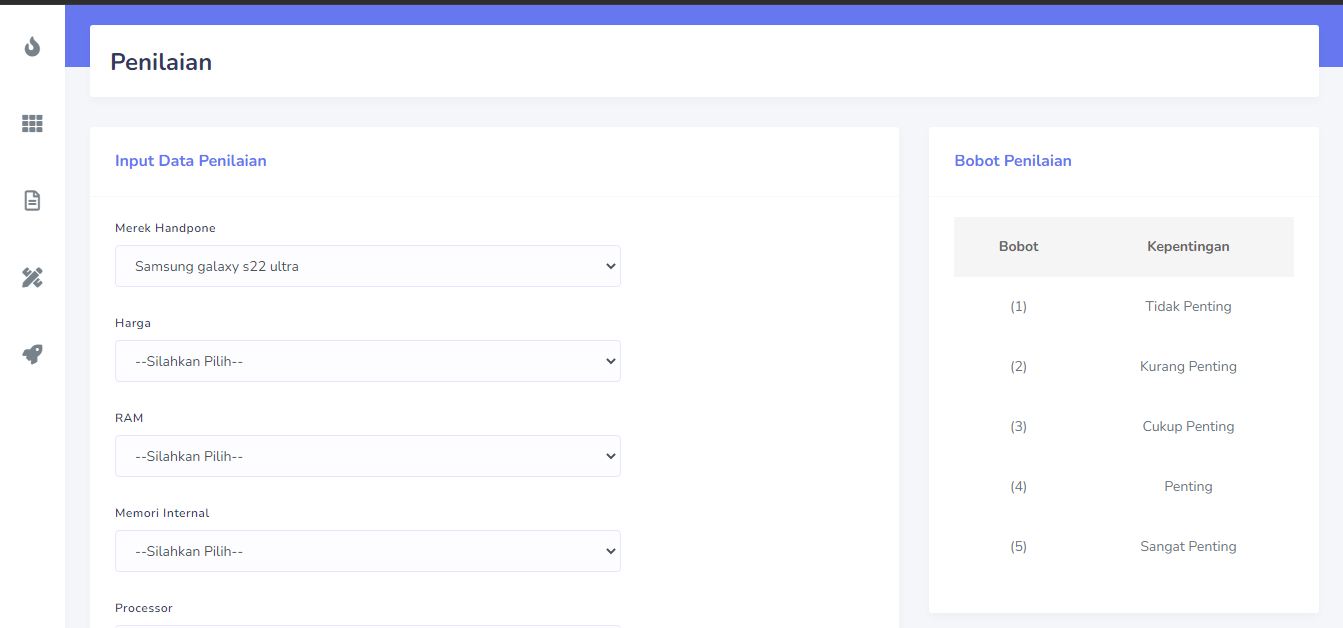 Penilaian
Input Data Penilaian
Merek Handpone
Samsung galaxy s22 ultra
Harga
--Silahkan Pilih--
RAM
--Silahkan Pilih--
Memori Internal
--Silahkan Pilih--
Processor
Bobot Penilaian
Bobot Kepentingan
(1) Tidak Penting
(2) Kurang Penting
(3) Cukup Penting
(4) Penting
(5) Sangat Penting